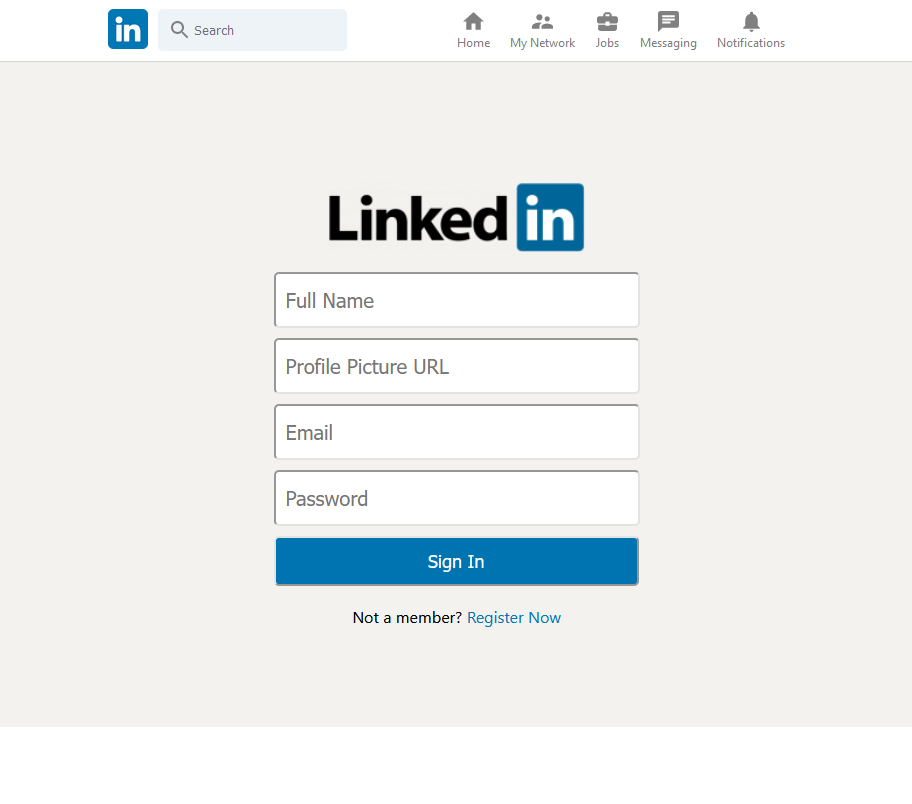 in Search
Home My Network Jobs Messaging Notifications
Linked in
Full Name
Profile Picture URL
Email
Password
Sign In
Not a member? Register Now